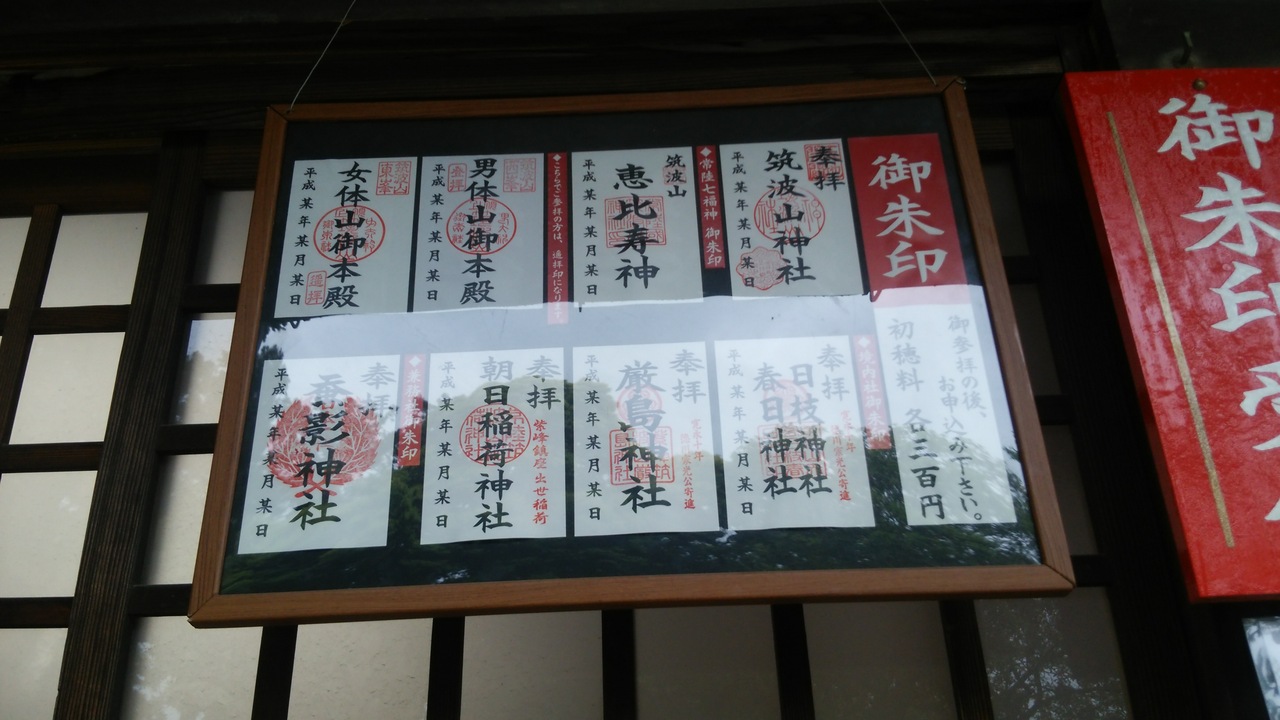 御朱印
奉拝
筑波山神社
平成某年某月某日
◆常陸七福神 御朱印
筑波山
恵比寿神
平成某年某月某日
◆こちらでご参拝の方は、遥拝印になります。
男体山御本殿
平成某年某月某日
女体山御本殿
遥拝
平成某年某月某日
御参拝の後、
お申し込み下さい。
初穂料 各三百円
奉拝
日枝神社
春日神社
平成某年某月某日
奉拝
厳島神社
平成某年某月某日
奉拝
紫峰鎮座 出世稲荷
朝日稲荷神社
平成某年某月某日
奉拝
影神社
平成某年某月某日
御朱印